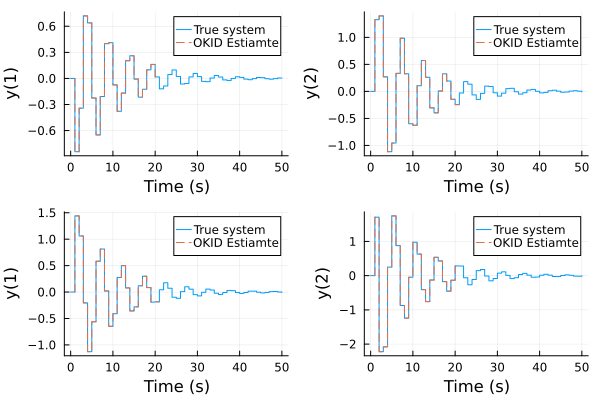 y(1)
0.6
0.3
0.0
−0.3
−0.6
True system
OKID Estiamte
0 10 20 30 40 50
Time (s)
y(2)
1.0
0.5
0.0
−0.5
−1.0
True system
OKID Estiamte
0 10 20 30 40 50
Time (s)
y(1)
1.5
1.0
0.5
0.0
−0.5
−1.0
True system
OKID Estiamte
0 10 20 30 40 50
Time (s)
y(2)
1
0
−1
−2
True system
OKID Estiamte
0 10 20 30 40 50
Time (s)